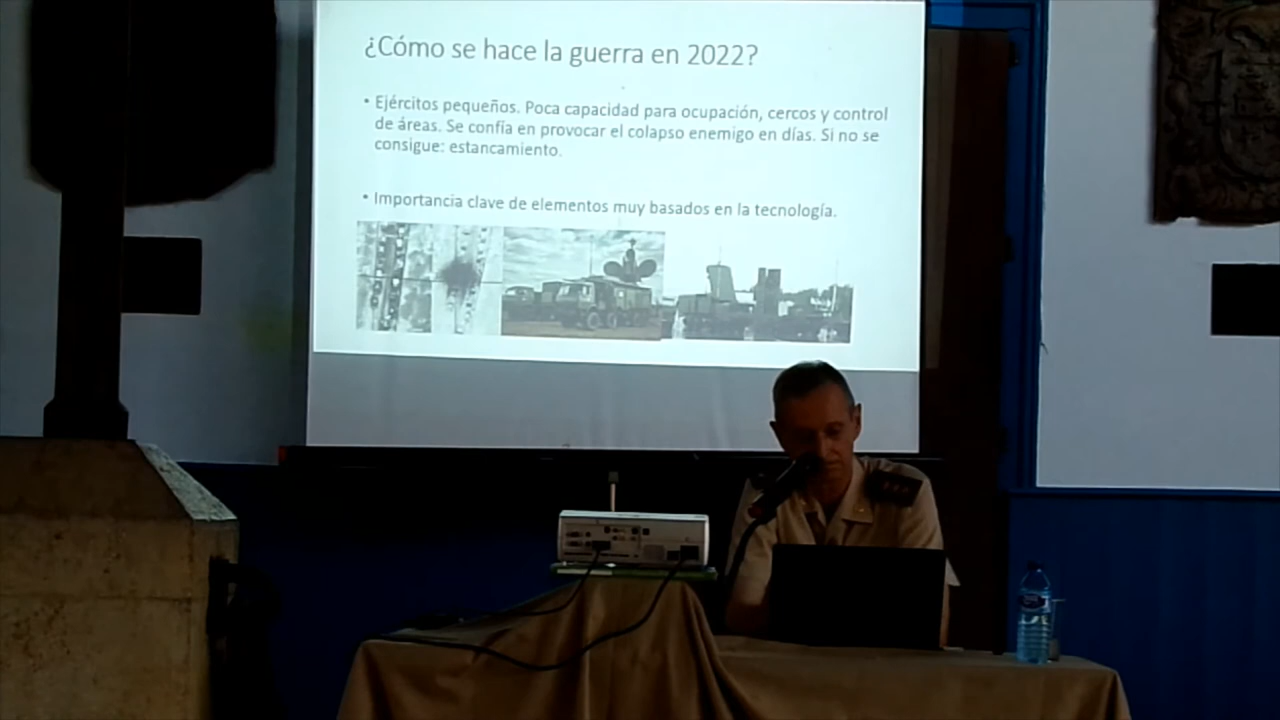 ¿Cómo se hace la guerra en 2022?
• Ejércitos pequeños. Poca capacidad para ocupación, cercos y control
de áreas. Se confía en provocar el colapso enemigo en días. Si no se
consigue: estancamiento.
• Importancia clave de elementos muy basados en la tecnología.